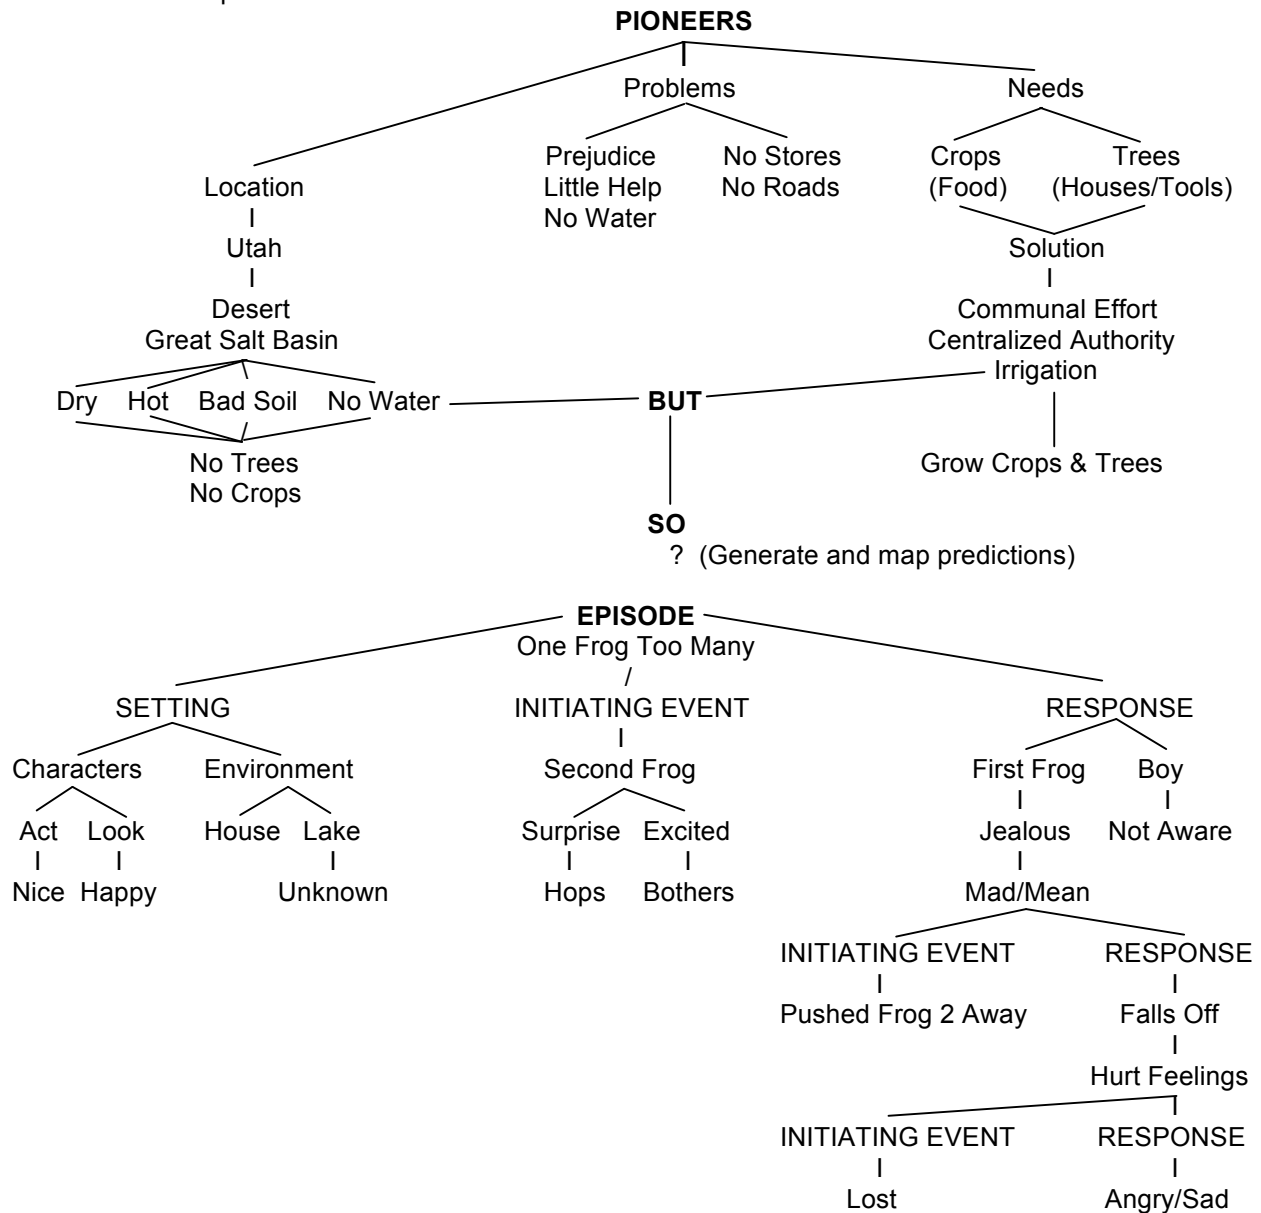 PIONEERS
Problems Needs
Prejudice No Stores Crops Trees
Location Little Help No Roads (Food) (Houses/Tools)
No Water
Utah Solution
Desert Communal Effort
Great Salt Basin Centralized Authority
Irrigation
Dry Hot Bad Soil No Water BUT
No Trees Grow Crops & Trees
No Crops
SO
? (Generate and map predictions)
EPISODE
One Frog Too Many
SETTING INITIATING EVENT RESPONSE
Characters Environment Second Frog First Frog Boy
Act Look House Lake Surprise Excited Jealous Not Aware
Nice Happy Unknown Hops Bothers Mad/Mean
INITIATING EVENT RESPONSE
Pushed Frog 2 Away Falls Off
Hurt Feelings
INITIATING EVENT RESPONSE
Lost Angry/Sad